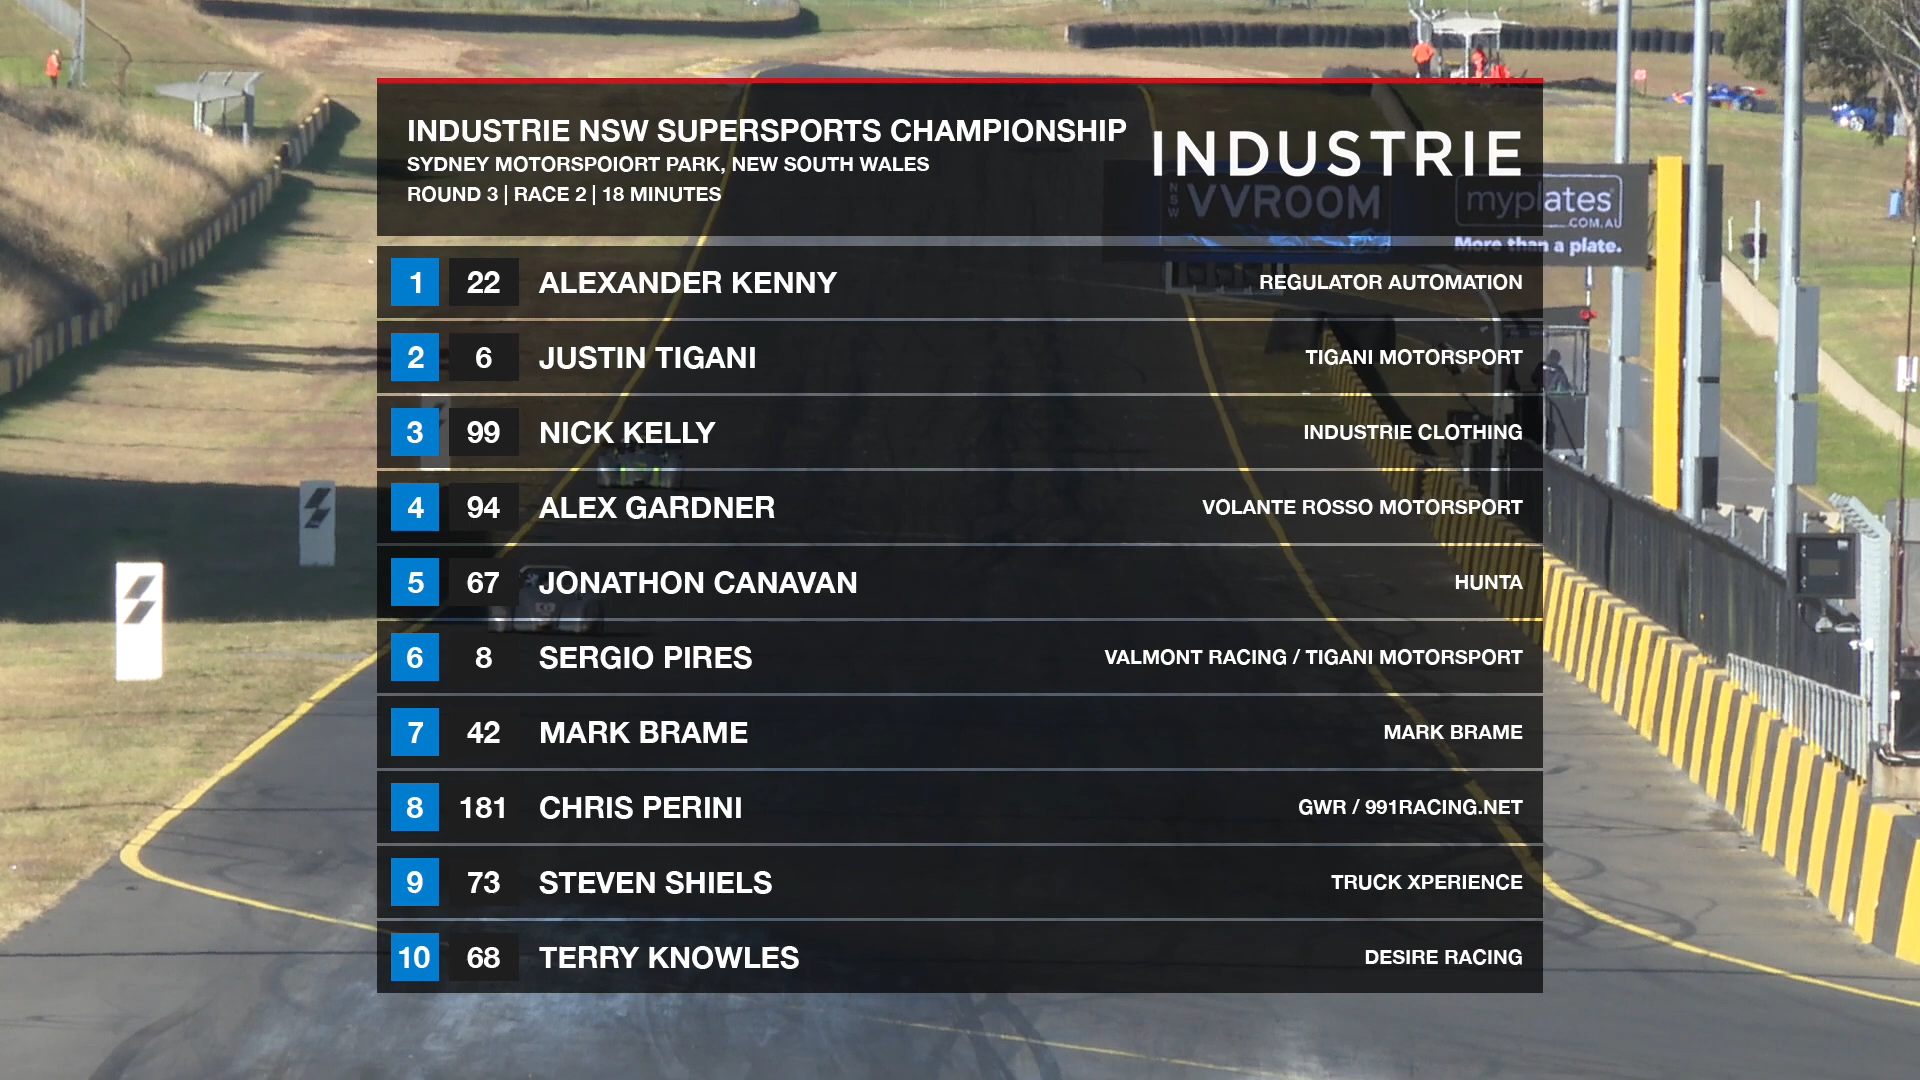 INDUSTRIE NSW SUPERSPORTS CHAMPIONSHIP
SYDNEY MOTORSPOIORT PARK, NEW SOUTH WALES
ROUND 3 | RACE 2 | 18 MINUTES
INDUSTRIE
NSW VVROOM
myplates
.COM.AU
More than a plate.
1 22 ALEXANDER KENNY REGULATOR AUTOMATION
2 6 JUSTIN TIGANI TIGANI MOTORSPORT
3 99 NICK KELLY INDUSTRIE CLOTHING
4 94 ALEX GARDNER VOLANTE ROSSO MOTORSPORT
5 67 JONATHON CANAVAN HUNTA
6 8 SERGIO PIRES VALMONT RACING / TIGANI MOTORSPORT
7 42 MARK BRAME MARK BRAME
8 181 CHRIS PERINI GWR / 991RACING.NET
9 73 STEVEN SHIELS TRUCK XPERIENCE
10 68 TERRY KNOWLES DESIRE RACING